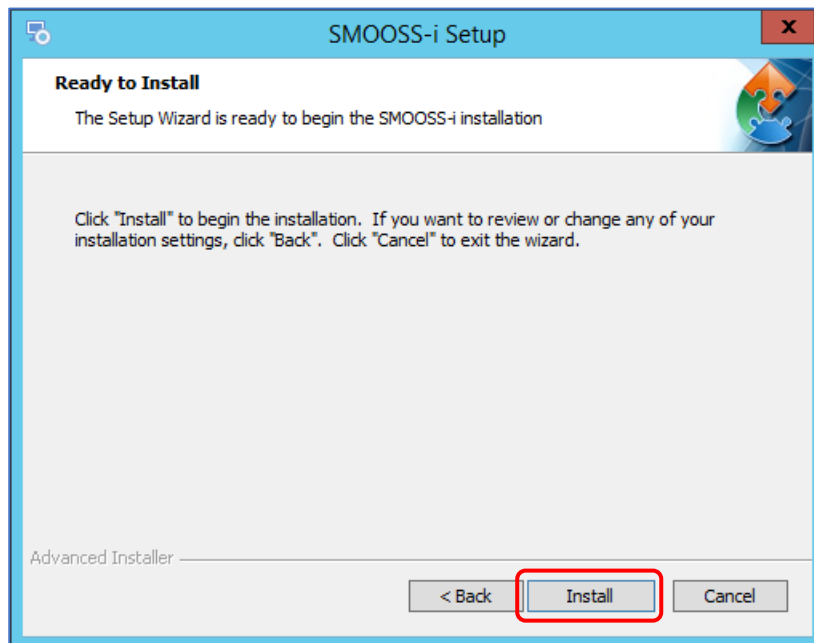 SMOOSS-i Setup
x
Ready to Install
The Setup Wizard is ready to begin the SMOOSS-i installation
Click "Install" to begin the installation. If you want to review or change any of your
installation settings, click "Back". Click "Cancel" to exit the wizard.
Advanced Installer
< Back Install Cancel